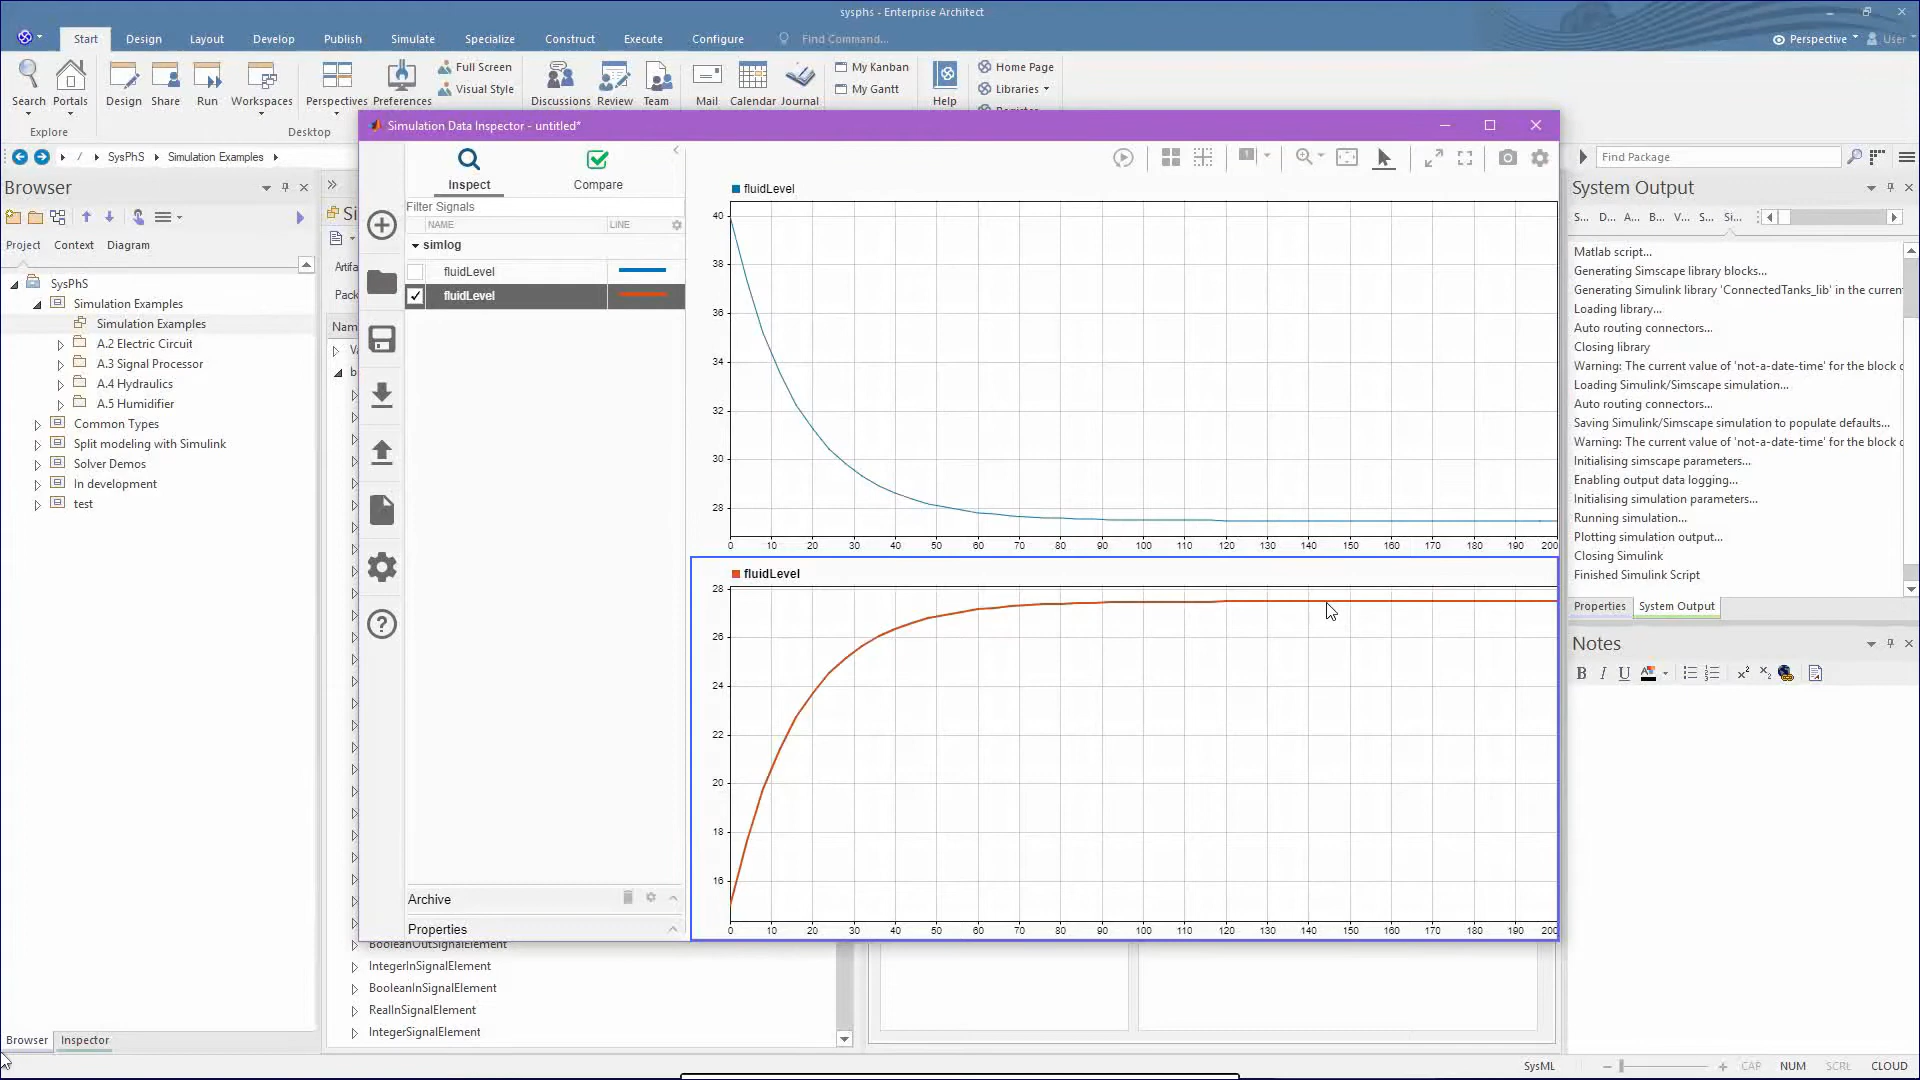 sysphs - Enterprise Architect
Start Design Layout Develop Publish Simulate Specialize Construct Execute Configure Find Command... Perspective User
Full Screen
Visual Style
My Kanban
My Gantt
Home Page
Libraries
Search Portals Design Share Run Workspaces Perspectives Preferences Discussions Review Team Mail Calendar Journal Help
Explore Desktop
/ SysPhS Simulation Examples
Find Package
Browser
Project Context Diagram
SysPhS
Simulation Examples
Simulation Examples
A.2 Electric Circuit
A.3 Signal Processor
A.4 Hydraulics
A.5 Humidifier
Common Types
Split modeling with Simulink
Solver Demos
In development
test
Browser Inspector
Simulation Data Inspector - untitled*
Inspect Compare
Filter Signals
NAME LINE
simlog
fluidLevel
fluidLevel
Archive
Properties
fluidLevel
40
38
36
34
32
30
28
0 10 20 30 40 50 60 70 80 90 100 110 120 130 140 150 160 170 180 190 200
fluidLevel
28
26
24
22
20
18
16
0 10 20 30 40 50 60 70 80 90 100 110 120 130 140 150 160 170 180 190 200
BooleanOutSignalElement
IntegerInSignalElement
BooleanInSignalElement
RealInSignalElement
IntegerSignalElement
System Output
S... D... A... B... V... S... Si...
Matlab script...
Generating Simscape library blocks...
Generating Simulink library 'ConnectedTanks_lib' in the current
Loading library...
Auto routing connectors...
Closing library
Warning: The current value of 'not-a-date-time' for the block
Loading Simulink/Simscape simulation...
Auto routing connectors...
Saving Simulink/Simscape simulation to populate defaults...
Warning: The current value of 'not-a-date-time' for the block
Initialising simscape parameters...
Enabling output data logging...
Initialising simulation parameters...
Running simulation...
Plotting simulation output...
Closing Simulink
Finished Simulink Script
Properties System Output
Notes
B I U
SysML CAP NUM SCRL CLOUD